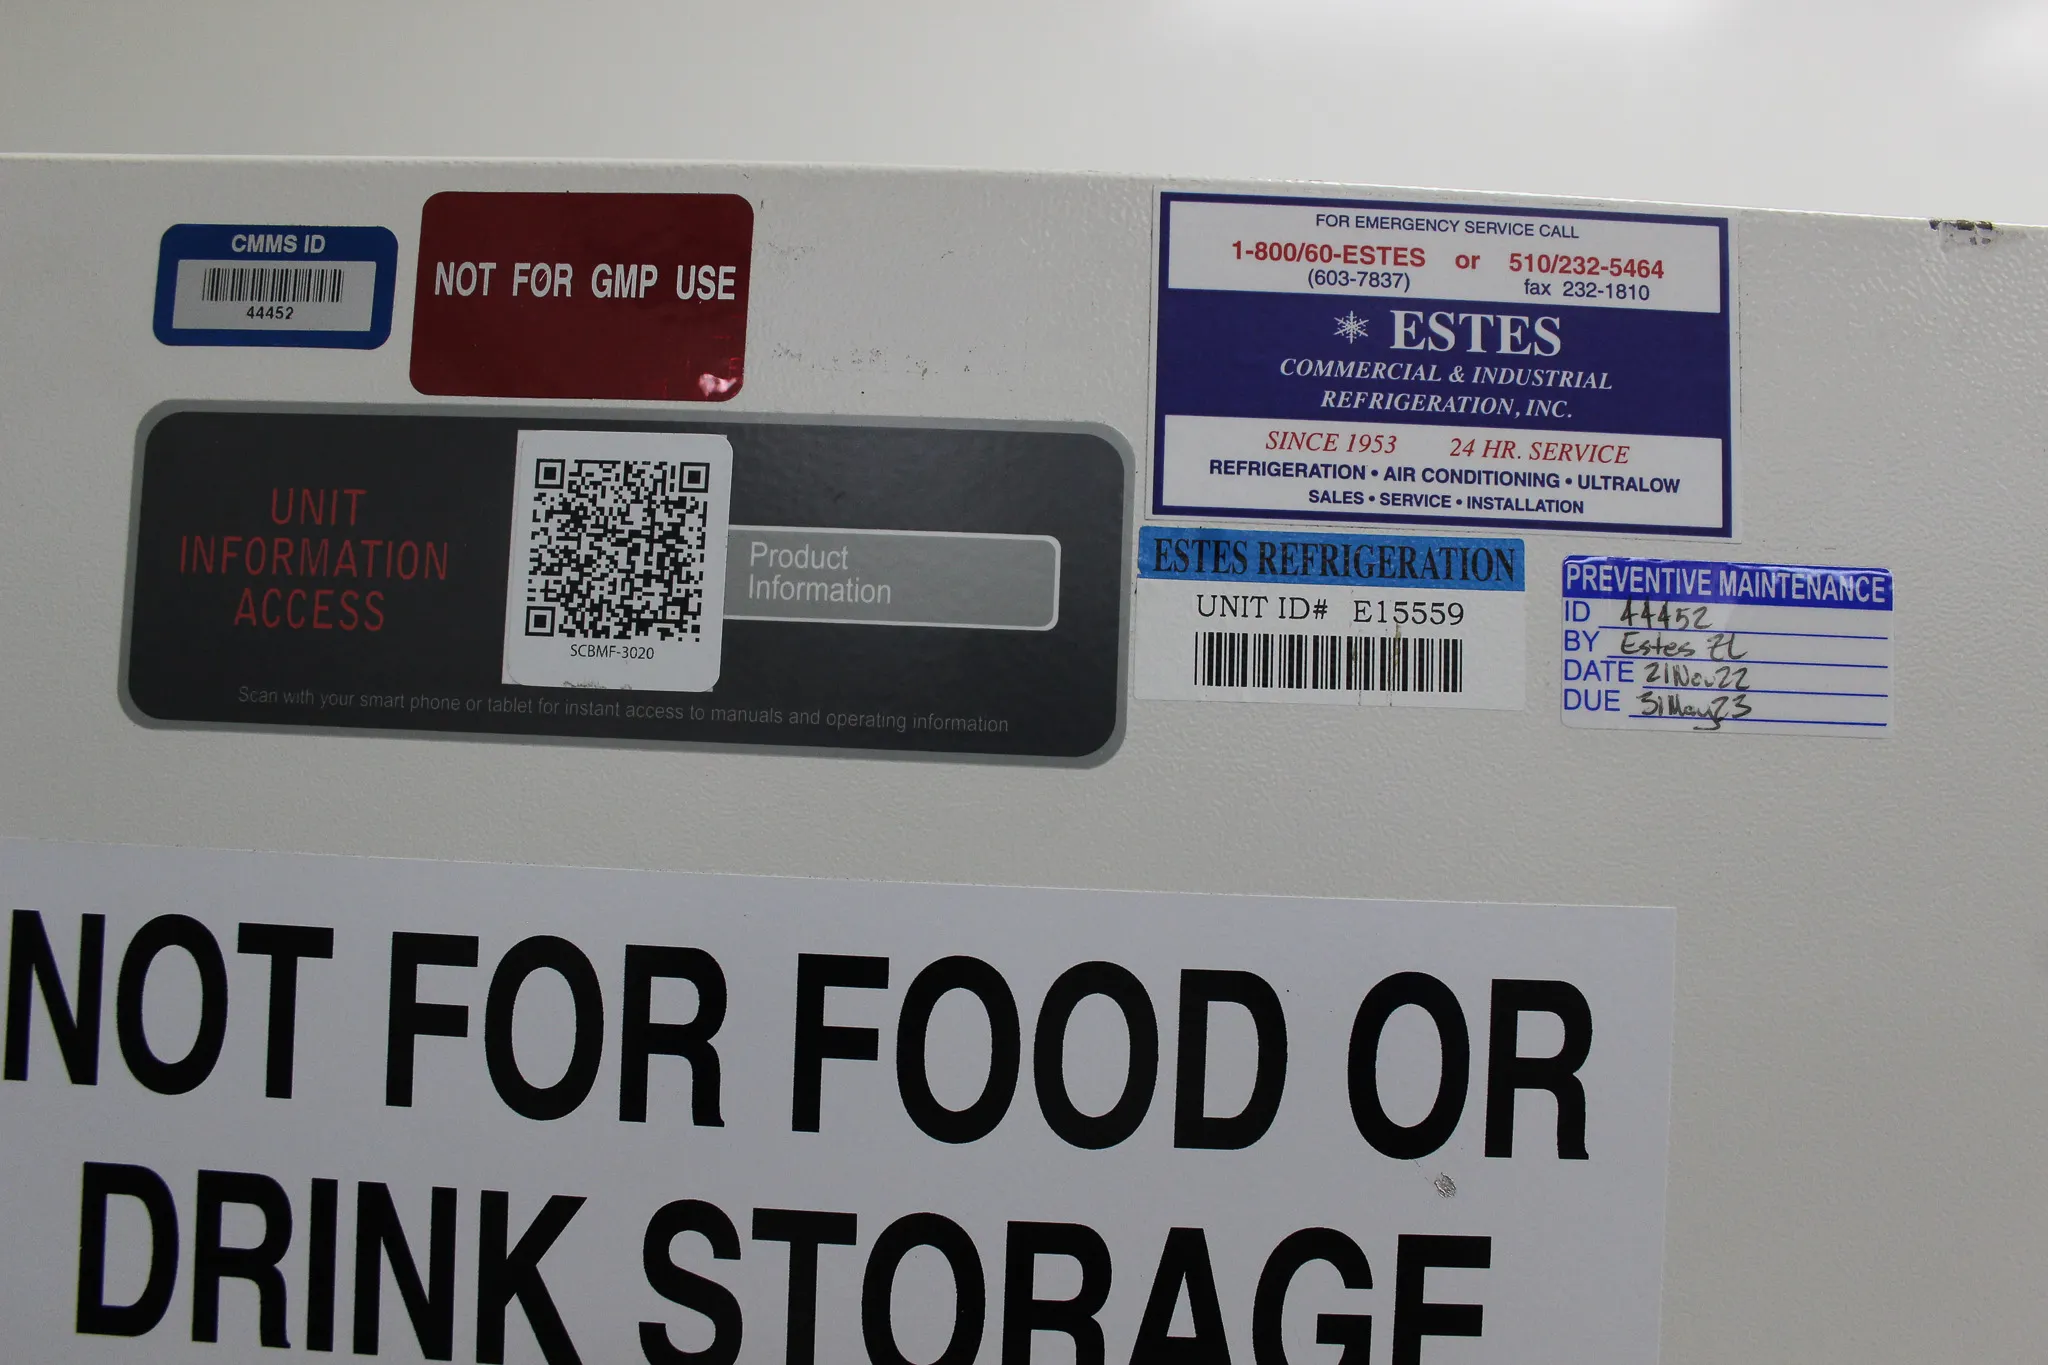 CMMS ID
44452
NOT FOR GMP USE
FOR EMERGENCY SERVICE CALL
1-800/60-ESTES or 510/232-5464
(603-7837) fax 232-1810
ESTES
COMMERCIAL & INDUSTRIAL
REFRIGERATION, INC.
SINCE 1953 24 HR. SERVICE
REFRIGERATION • AIR CONDITIONING • ULTRALOW
SALES • SERVICE • INSTALLATION
UNIT
INFORMATION
ACCESS
SCBMF-3020
Product
Information
Scan with your smart phone or tablet for instant access to manuals and operating information
ESTES REFRIGERATION
UNIT ID# E15559
PREVENTIVE MAINTENANCE
ID 44452
BY Estes
DATE 21Nov22
DUE 31May23
NOT FOR FOOD OR
DRINK STORAGE